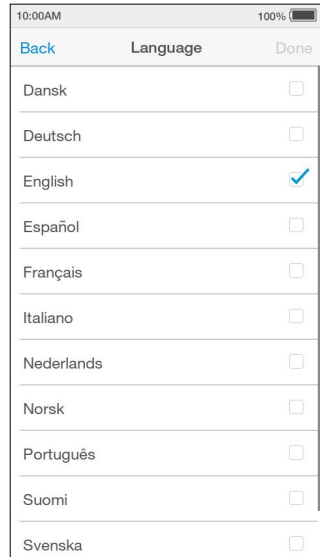 10:00AM 100%
Back Language Done
Dansk
Deutsch
English
Español
Français
Italiano
Nederlands
Norsk
Português
Suomi
Svenska